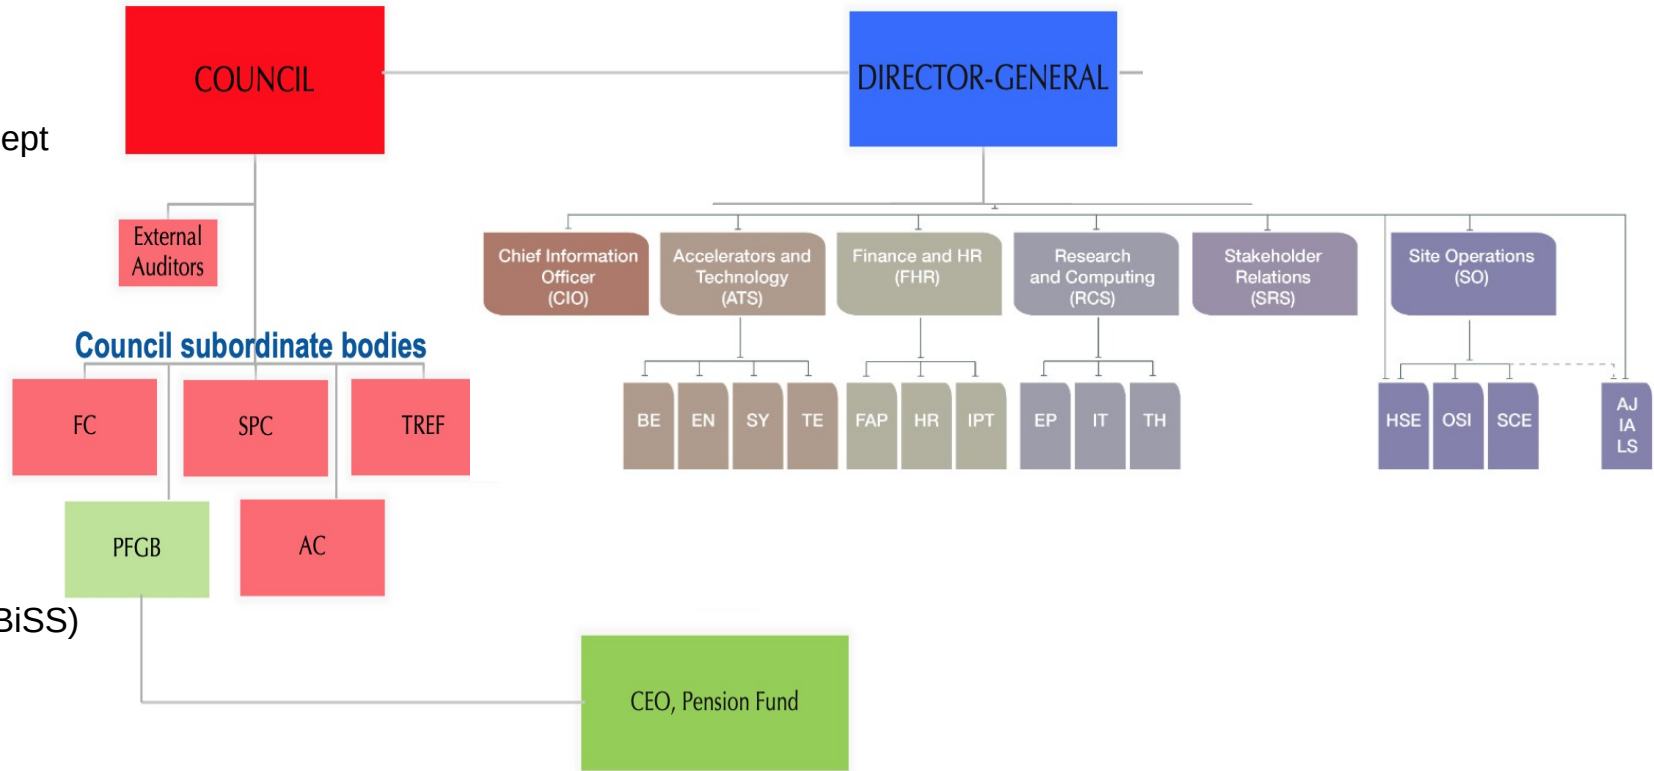 COUNCIL
DIRECTOR-GENERAL
ept
External
Auditors
Chief Information
Officer
(CIO)
Accelerators and
Technology
(ATS)
Finance and HR
(FHR)
Research
and Computing
(RCS)
Stakeholder
Relations
(SRS)
Site Operations
(SO)
Council subordinate bodies
FC
SPC
TREF
BE
EN
SY
TE
FAP
HR
IPT
EP
IT
TH
HSE
OSI
SCE
AJ
IA
LS
PFGB
AC
BiSS)
CEO, Pension Fund